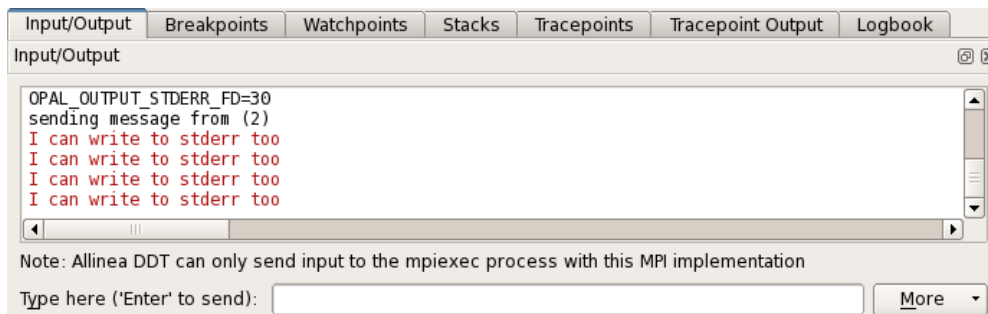 Input/Output Breakpoints Watchpoints Stacks Tracepoints Tracepoint Output Logbook
Input/Output
OPAL_OUTPUT_STDERR_FD=30
sending message from (2)
I can write to stderr too
I can write to stderr too
I can write to stderr too
I can write to stderr too
Note: Allinea DDT can only send input to the mpiexec process with this MPI implementation
Type here ('Enter' to send): More